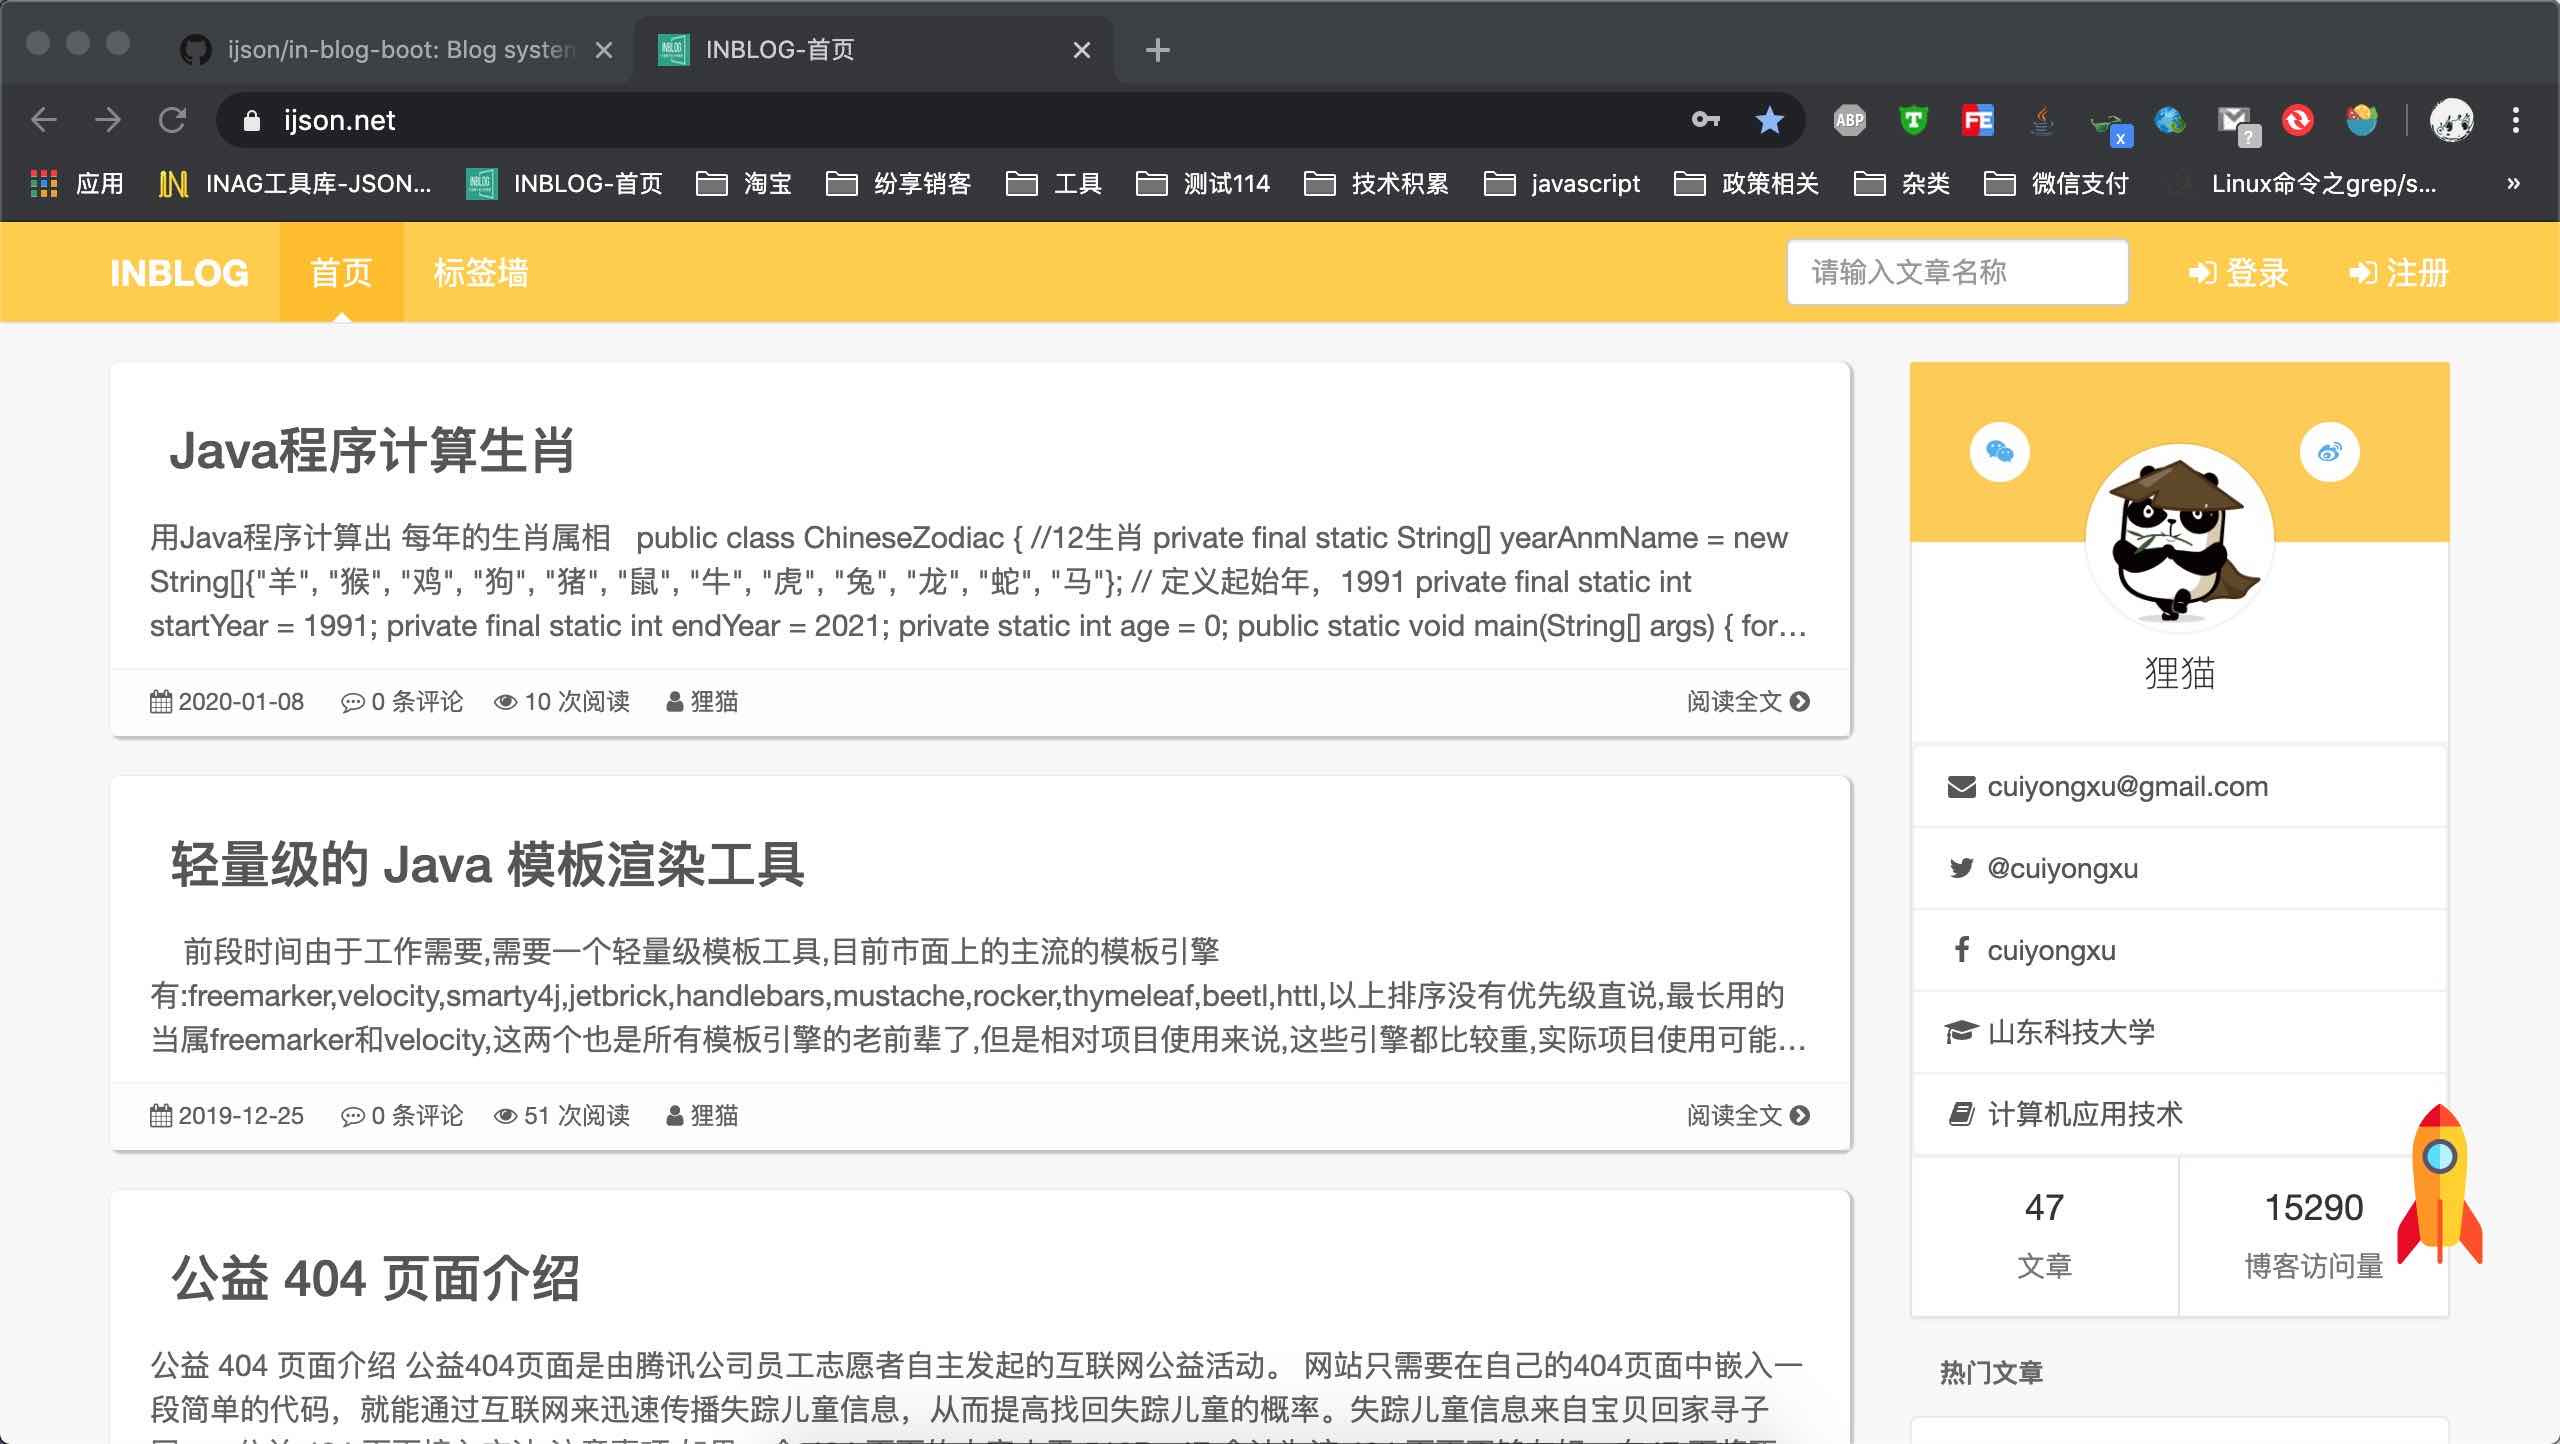 ijson/in-blog-boot: Blog system
INBLOG-首页
ijson.net
ABP
T
FE
x
?
应用
INAG工具库-JSON...
INBLOG-首页
淘宝
纷享销客
工具
测试114
技术积累
javascript
政策相关
杂类
微信支付
Linux命令之grep/s...
»
INBLOG
首页
标签墙
请输入文章名称
登录
注册
Java程序计算生肖
用Java程序计算出 每年的生肖属相 public class ChineseZodiac { //12生肖 private final static String[] yearAnmName = new
String[]{"羊", "猴", "鸡", "狗", "猪", "鼠", "牛", "虎", "兔", "龙", "蛇", "马"}; // 定义起始年，1991 private final static int
startYear = 1991; private final static int endYear = 2021; private static int age = 0; public static void main(String[] args) { for...
2020-01-08 0 条评论 10 次阅读 狸猫
阅读全文
轻量级的 Java 模板渲染工具
前段时间由于工作需要,需要一个轻量级模板工具,目前市面上的主流的模板引擎
有:freemarker,velocity,smarty4j,jetbrick,handlebars,mustache,rocker,thymeleaf,beetl,httl,以上排序没有优先级直说,最长用的
当属freemarker和velocity,这两个也是所有模板引擎的老前辈了,但是相对项目使用来说,这些引擎都比较重,实际项目使用可能...
2019-12-25 0 条评论 51 次阅读 狸猫
阅读全文
公益 404 页面介绍
公益 404 页面介绍 公益404页面是由腾讯公司员工志愿者自主发起的互联网公益活动。 网站只需要在自己的404页面中嵌入一
段简单的代码，就能通过互联网来迅速传播失踪儿童信息，从而提高找回失踪儿童的概率。失踪儿童信息来自宝贝回家寻子
狸猫
cuiyongxu@gmail.com
@cuiyongxu
cuiyongxu
山东科技大学
计算机应用技术
47
文章
15290
博客访问量
热门文章